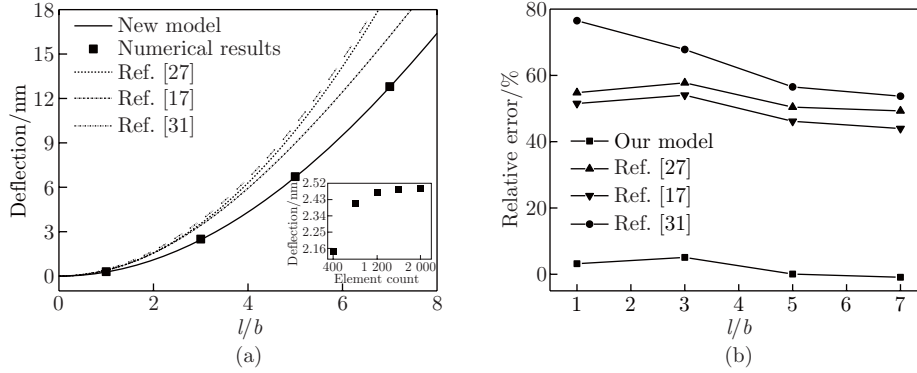 18
15
12
9
6
3
0
Deflection/nm
New model
Numerical results
Ref. [27]
Ref. [17]
Ref. [31]
2.52
2.43
2.34
2.25
2.16
Deflection/nm
400
1 200
2 000
Element count
0
2
4
6
8
l/b
(a)
80
60
40
20
0
Relative error/%
Our model
Ref. [27]
Ref. [17]
Ref. [31]
1
2
3
4
5
6
7
l/b
(b)